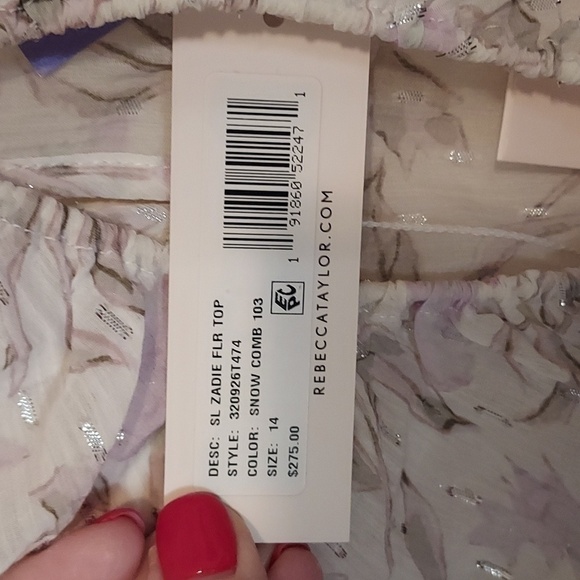 1 91860 52247 1
EPC
DESC: SL ZADIE FLR TOP
STYLE: 320926T474
COLOR: SNOW COMB 103
SIZE: 14
$275.00
REBECCATAYLOR.COM